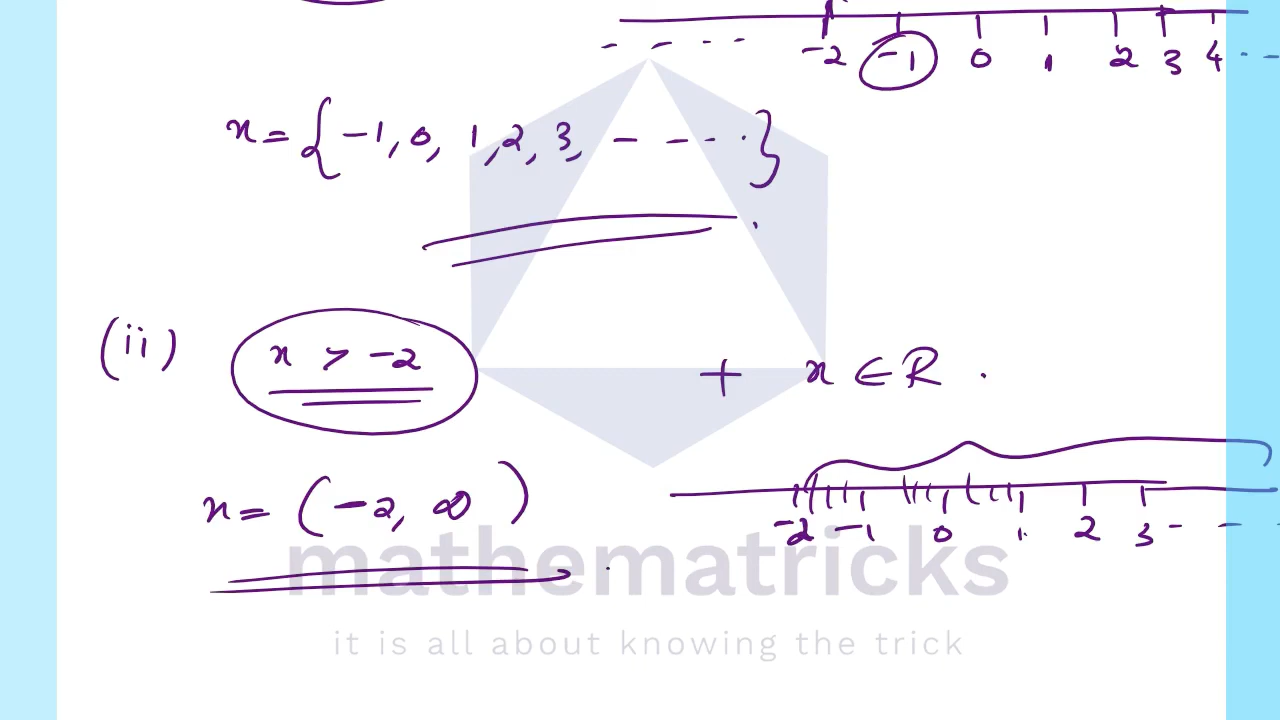 -2 -1 0 1 2 3 4 - -
x = { -1, 0, 1, 2, 3, - - - - · }
(ii) x > -2 + x ∈ R .
x = ( -2, ∞ )
-2 -1 0 1 2 3 - - -
mathematricks
it is all about knowing the trick